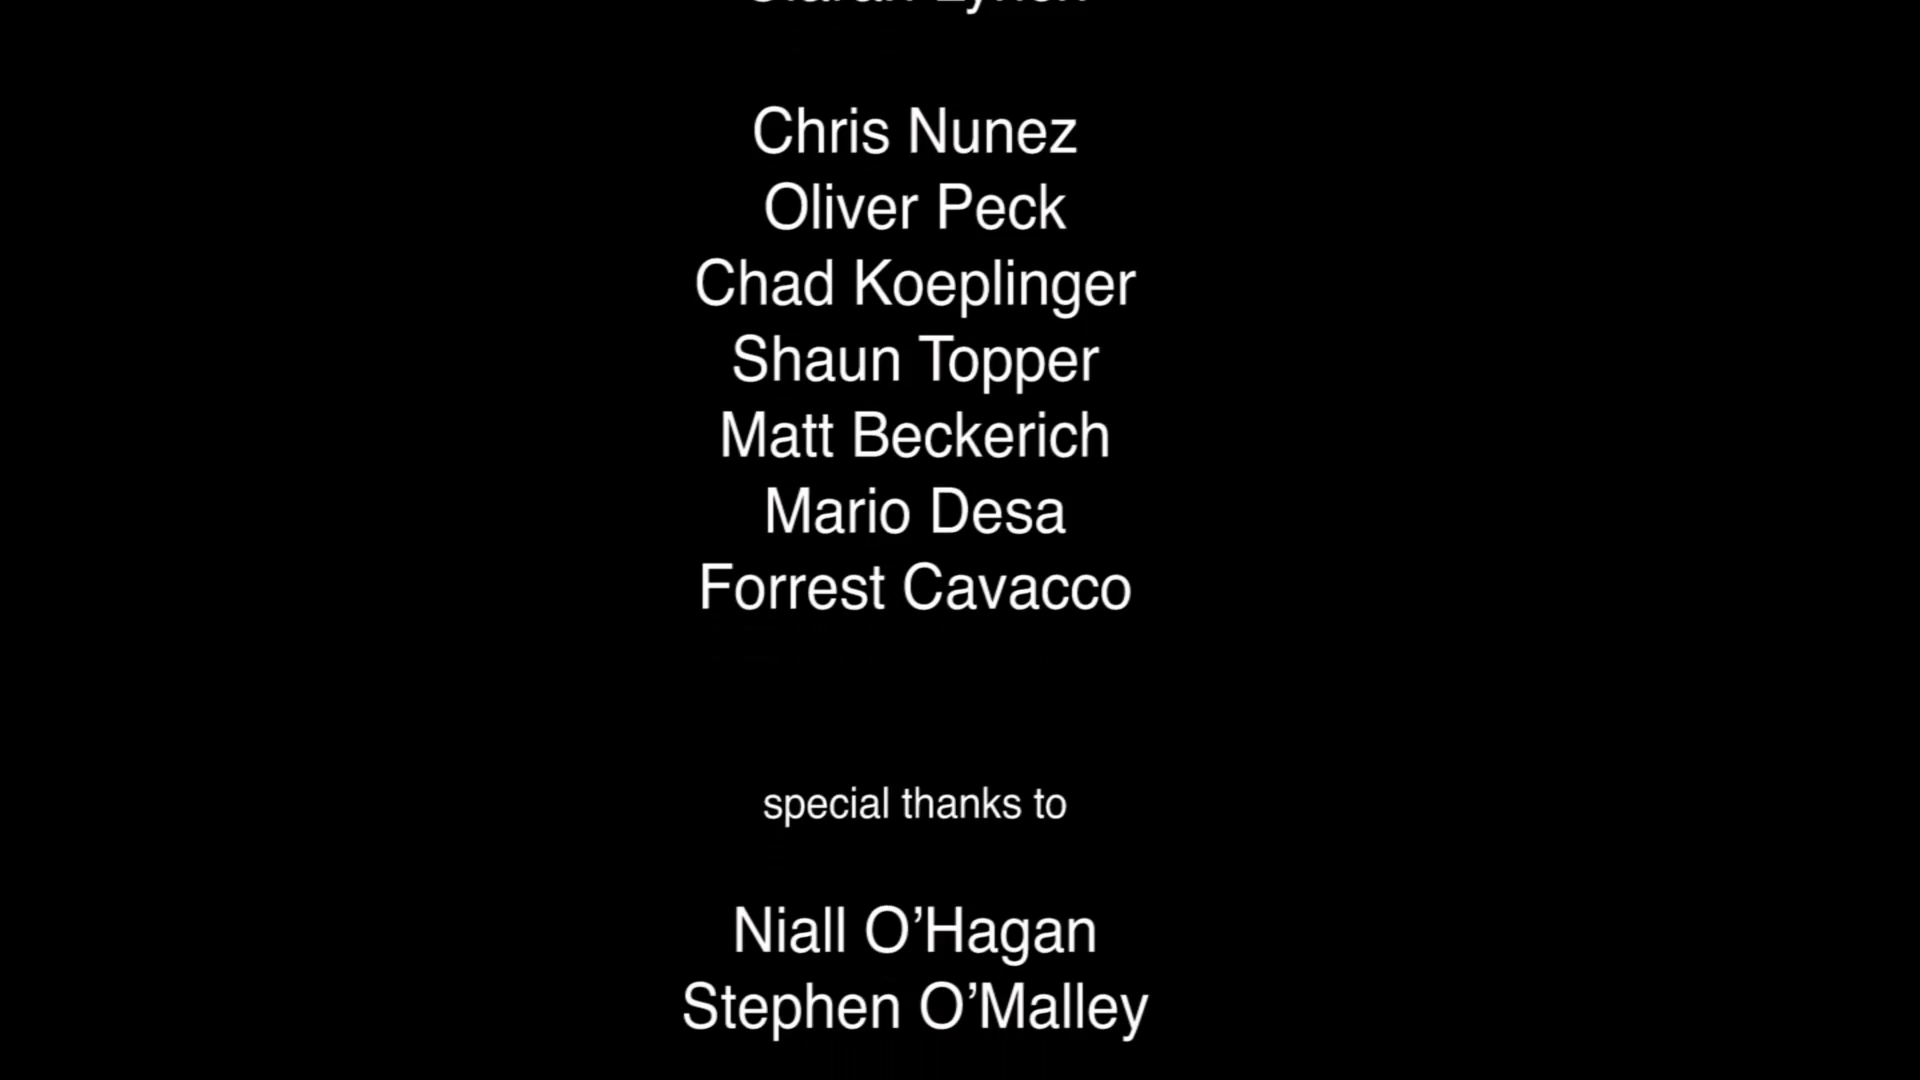 Chris Nunez
Oliver Peck
Chad Koeplinger
Shaun Topper
Matt Beckerich
Mario Desa
Forrest Cavacco
special thanks to
Niall O’Hagan
Stephen O’Malley